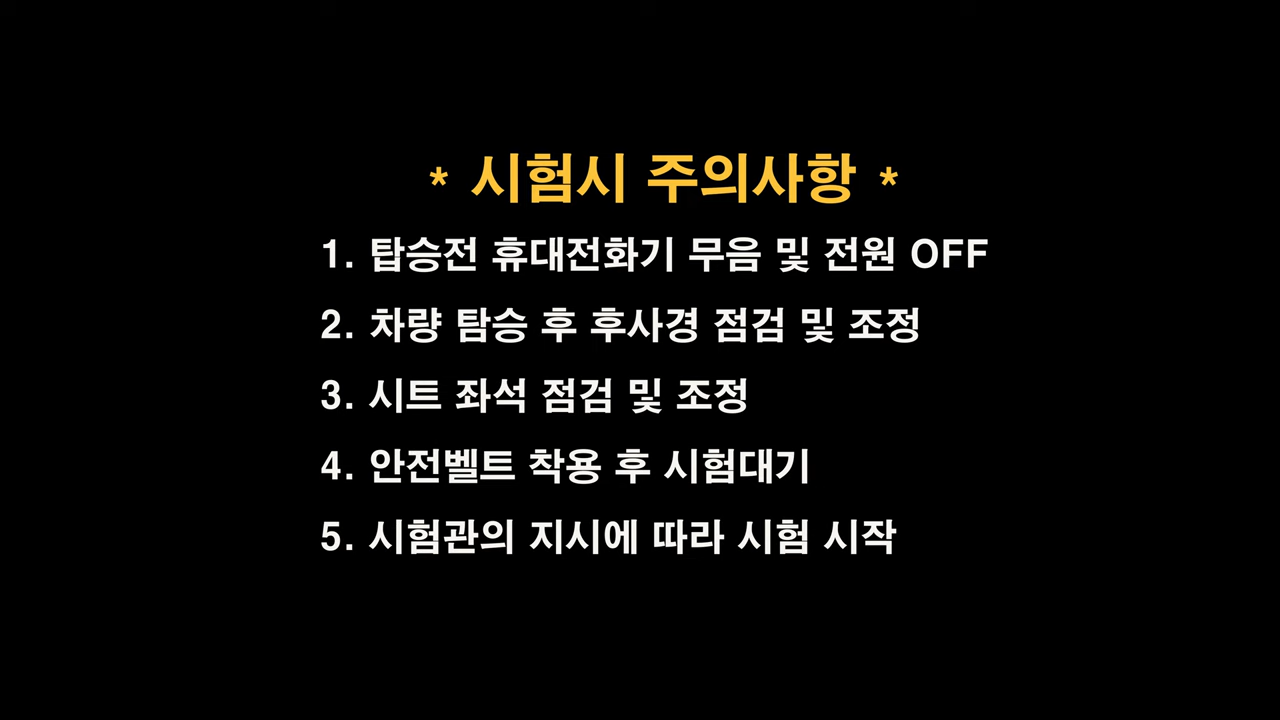 * 시험시 주의사항 *
1. 탑승전 휴대전화기 무음 및 전원 OFF
2. 차량 탐승 후 후사경 점검 및 조정
3. 시트 좌석 점검 및 조정
4. 안전벨트 착용 후 시험대기
5. 시험관의 지시에 따라 시험 시작